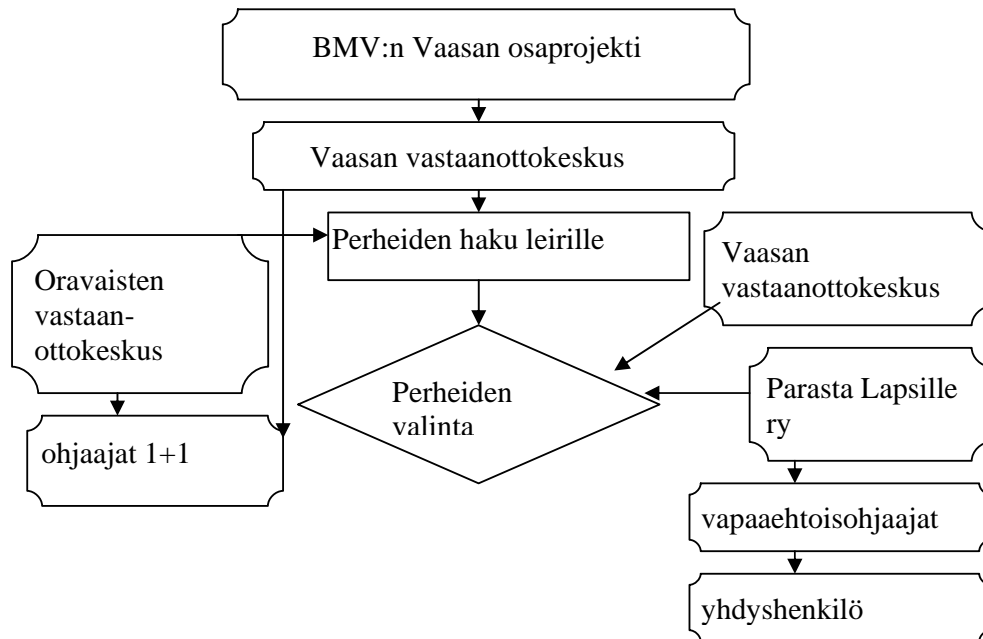 BMV:n Vaasan osaprojekti
Vaasan vastaanottokeskus
Perheiden haku leirille
Oravaisten
vastaan-
ottokeskus
Vaasan
vastaanottokeskus
Perheiden
valinta
Parasta Lapsille
ry
ohjaajat 1+1
vapaaehtoisohjaajat
yhdyshenkilö